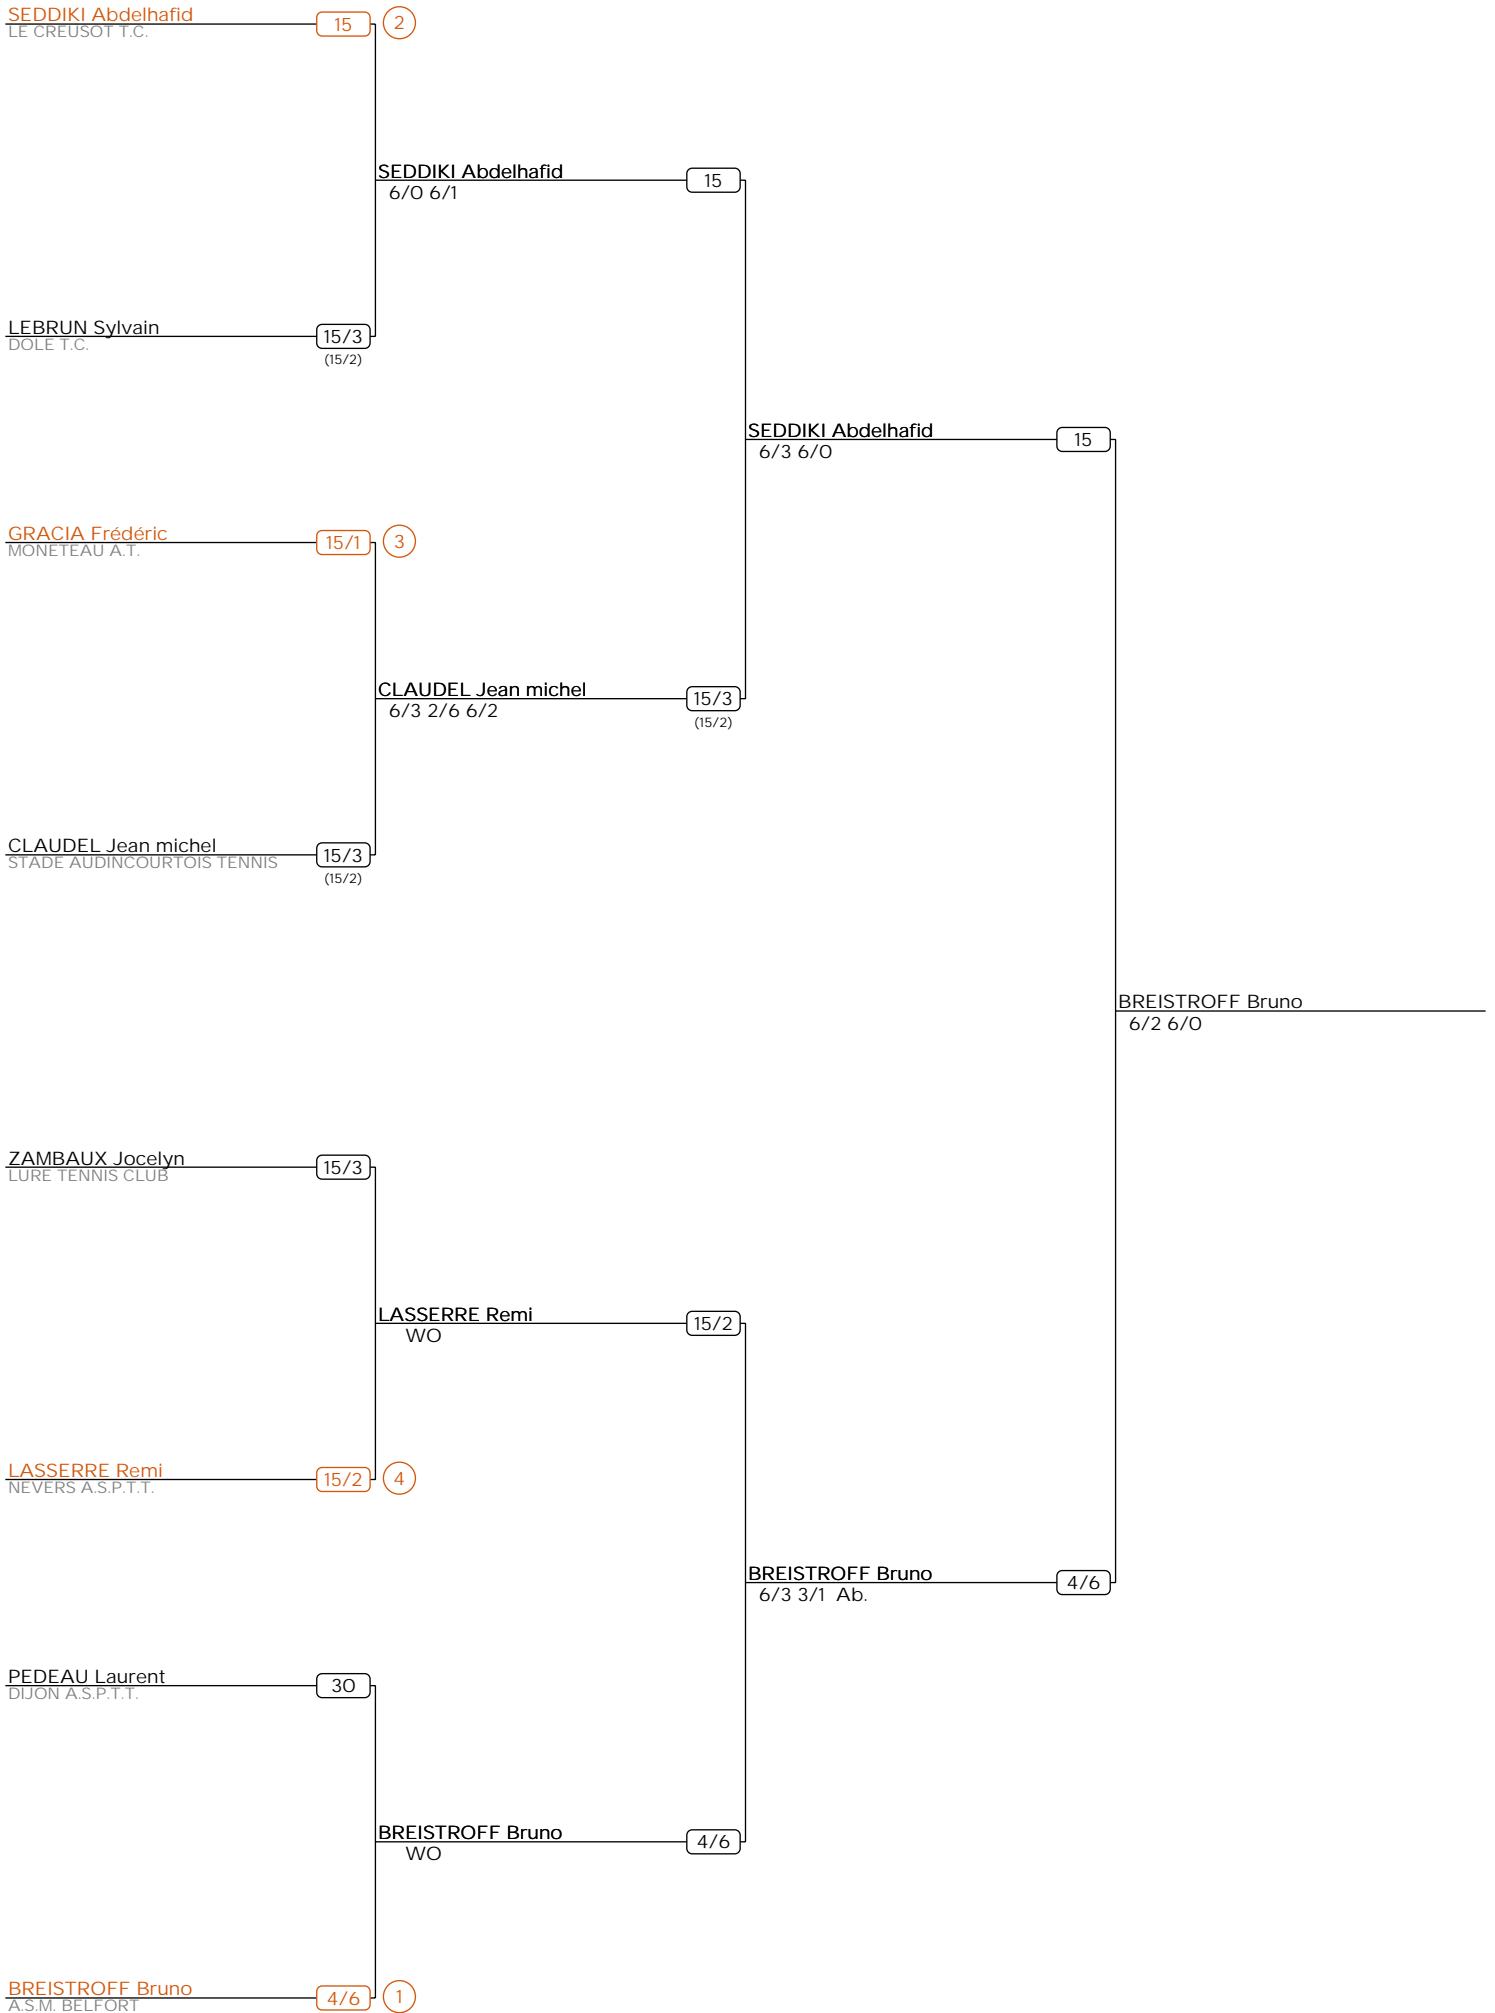 SEDDIKI Abdelhafid
LE CREUSOT T.C.
15
2
SEDDIKI Abdelhafid
6/0 6/1
15
LEBRUN Sylvain
DOLE T.C.
15/3
(15/2)
SEDDIKI Abdelhafid
6/3 6/0
15
GRACIA Frédéric
MONETEAU A.T.
15/1
3
CLAUDEL Jean michel
6/3 2/6 6/2
15/3
(15/2)
CLAUDEL Jean michel
STADE AUDINCOURTOIS TENNIS
15/3
(15/2)
BREISTROFF Bruno
6/2 6/0
ZAMBAUX Jocelyn
LURE TENNIS CLUB
15/3
LASSERRE Remi
WO
15/2
LASSERRE Remi
NEVERS A.S.P.T.T.
15/2
4
BREISTROFF Bruno
6/3 3/1 Ab.
4/6
PEDEAU Laurent
DIJON A.S.P.T.T.
30
BREISTROFF Bruno
WO
4/6
BREISTROFF Bruno
A.S.M. BELFORT
4/6
1